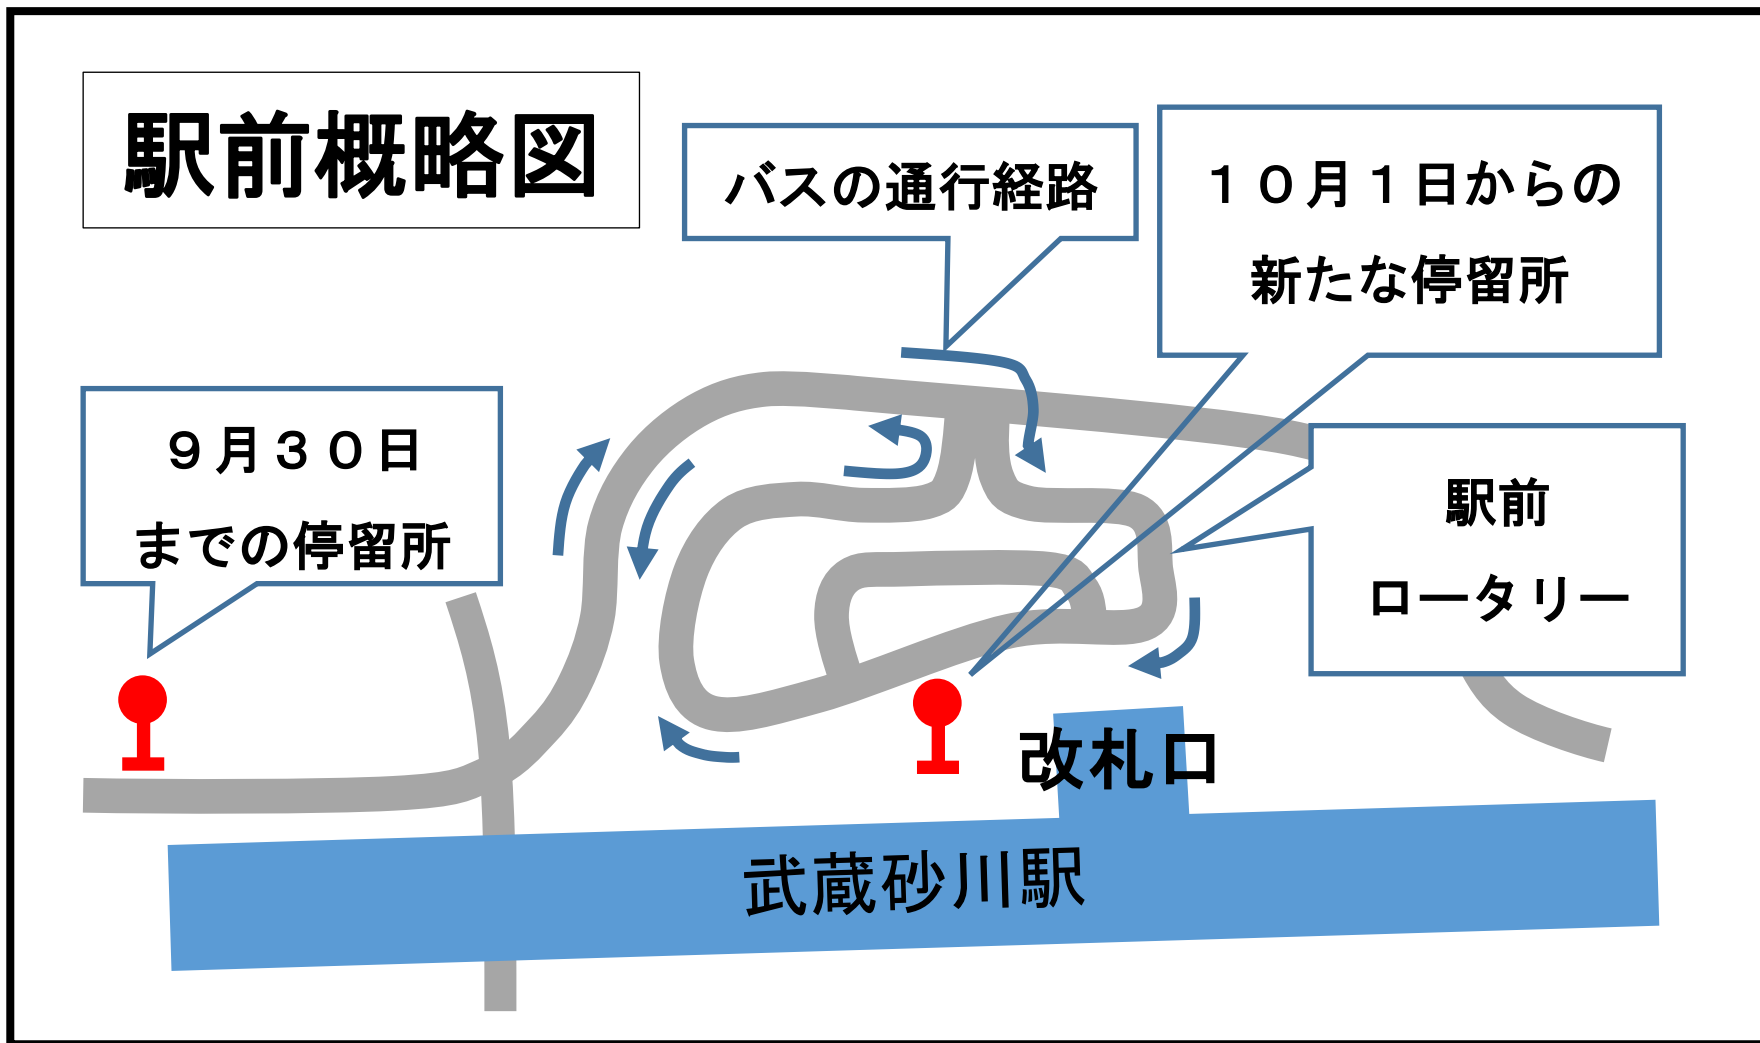 駅前概略図
バスの通行経路
１０月１日からの
新たな停留所
９月３０日
までの停留所
駅前
ロータリー
改札口
武蔵砂川駅